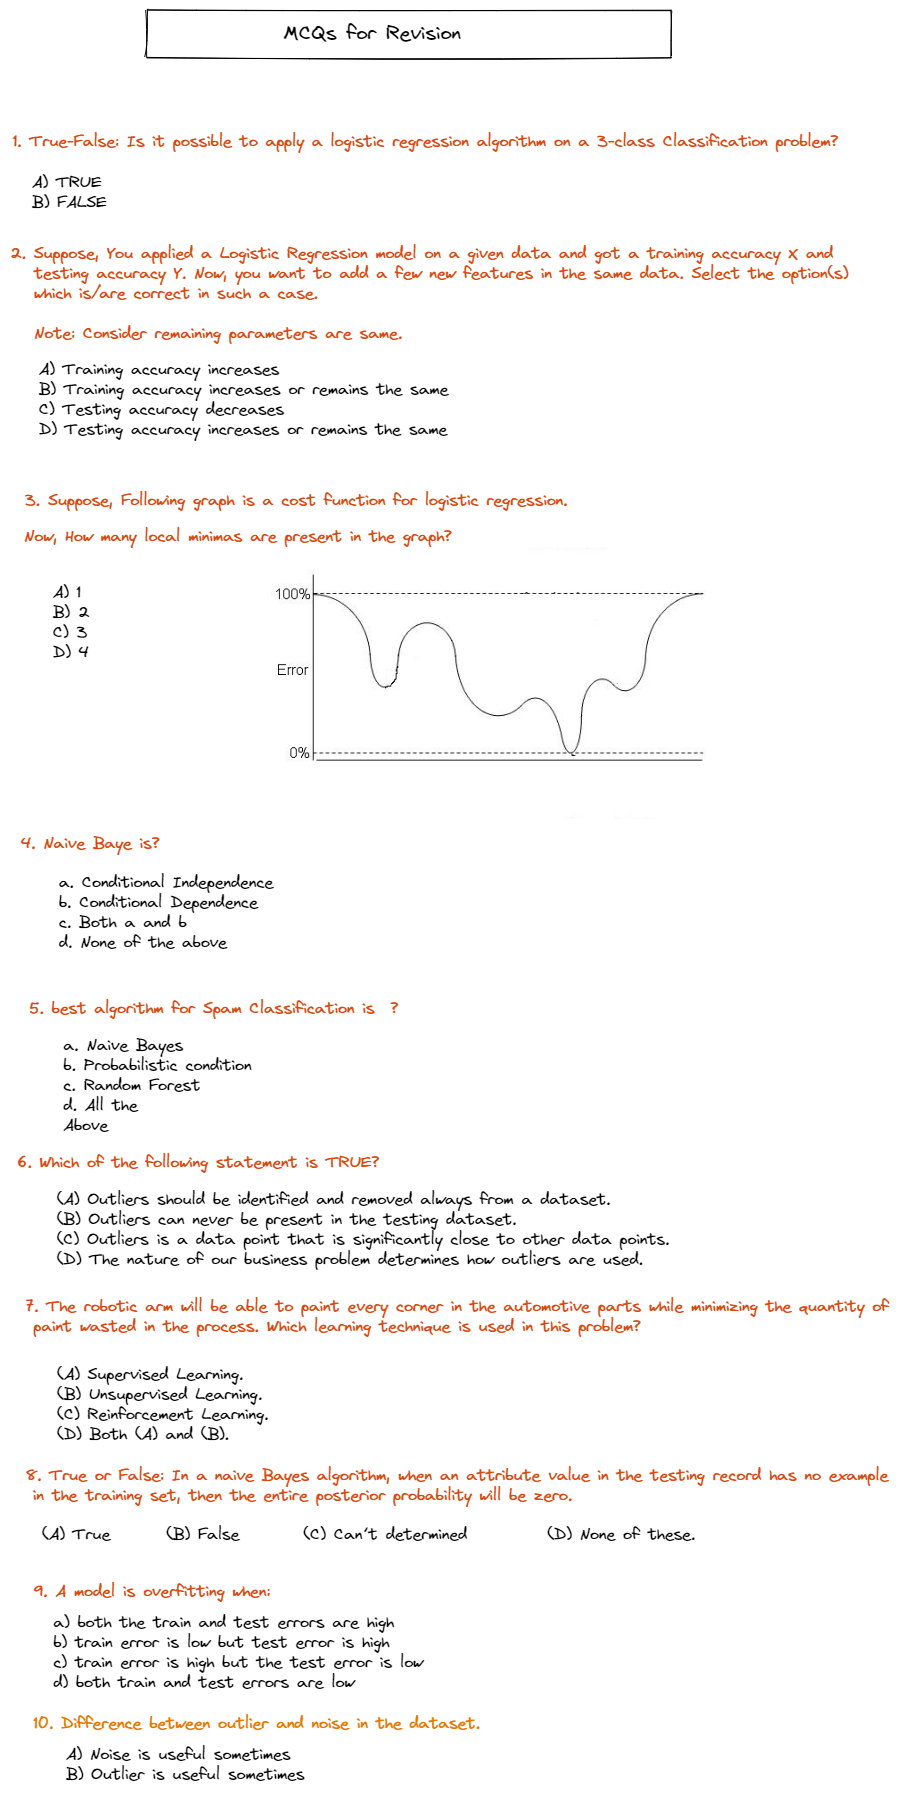 MCQs for Revision
1. True-False: Is it possible to apply a logistic regression algorithm on a 3-class Classification problem?
A) TRUE
B) FALSE
2. Suppose, You applied a Logistic Regression model on a given data and got a training accuracy X and
testing accuracy Y. Now, you want to add a few new features in the same data. Select the option(s)
which is/are correct in such a case.
Note: Consider remaining parameters are same.
A) Training accuracy increases
B) Training accuracy increases or remains the same
C) Testing accuracy decreases
D) Testing accuracy increases or remains the same
3. Suppose, Following graph is a cost function for logistic regression.
Now, How many local minimas are present in the graph?
A) 1
B) 2
C) 3
D) 4
100%
Error
0%
4. Naive Baye is?
a. Conditional Independence
b. Conditional Dependence
c. Both a and b
d. None of the above
5. best algorithm for Spam Classification is ?
a. Naive Bayes
b. Probabilistic condition
c. Random Forest
d. All the
Above
6. Which of the following statement is TRUE?
(A) Outliers should be identified and removed always from a dataset.
(B) Outliers can never be present in the testing dataset.
(C) Outliers is a data point that is significantly close to other data points.
(D) The nature of our business problem determines how outliers are used.
7. The robotic arm will be able to paint every corner in the automotive parts while minimizing the quantity of
paint wasted in the process. Which learning technique is used in this problem?
(A) Supervised Learning.
(B) Unsupervised Learning.
(C) Reinforcement Learning.
(D) Both (A) and (B).
8. True or False: In a naive Bayes algorithm, when an attribute value in the testing record has no example
in the training set, then the entire posterior probability will be zero.
(A) True (B) False (C) Can't determined (D) None of these.
9. A model is overfitting when:
a) both the train and test errors are high
b) train error is low but test error is high
c) train error is high but the test error is low
d) both train and test errors are low
10. Difference between outlier and noise in the dataset.
A) Noise is useful sometimes
B) Outlier is useful sometimes